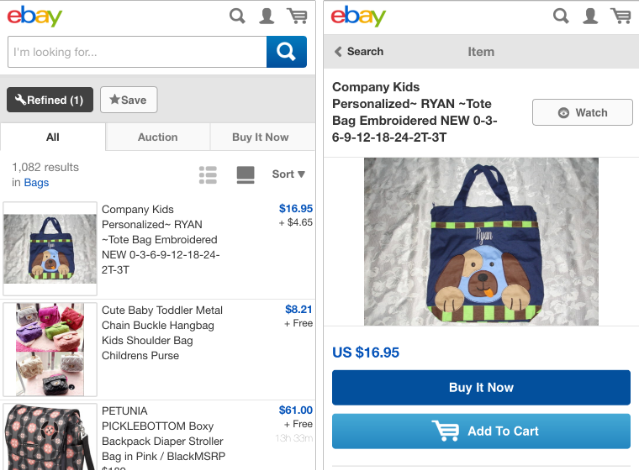 ebay
I'm looking for...
Refined (1)
Save
All
Auction
Buy It Now
1,082 results
in Bags
Sort ▼
Company Kids
Personalized~ RYAN
~Tote Bag Embroidered
NEW 0-3-6-9-12-18-24-
2T-3T
$16.95
+ $4.65
Cute Baby Toddler Metal
Chain Buckle Hangbag
Kids Shoulder Bag
Childrens Purse
$8.21
+ Free
PETUNIA
PICKLEBOTTOM Boxy
Backpack Diaper Stroller
Bag in Pink / BlackMSRP
$61.00
+ Free
13h 33m
ebay
Search
Item
Company Kids
Personalized~ RYAN ~Tote
Bag Embroidered NEW 0-3-
6-9-12-18-24-2T-3T
Watch
Ryan
US $16.95
Buy It Now
Add To Cart